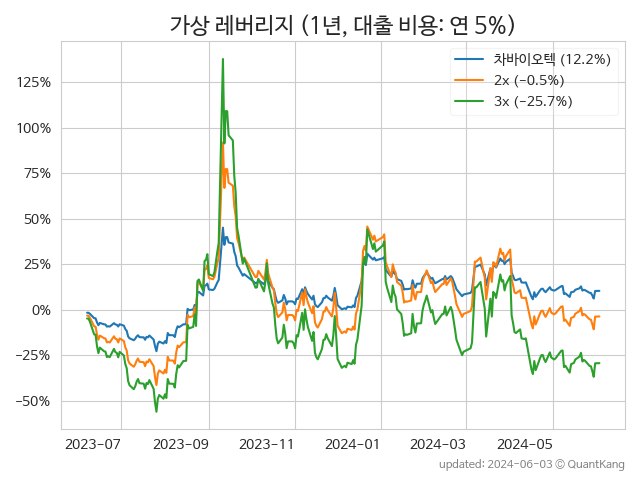 가상 레버리지 (1년, 대출 비용: 연 5%)
차바이오텍 (12.2%)
2x (−0.5%)
3x (−25.7%)
125%
100%
75%
50%
25%
0%
−25%
−50%
2023-07 2023-09 2023-11 2024-01 2024-03 2024-05
updated: 2024-06-03 © QuantKang